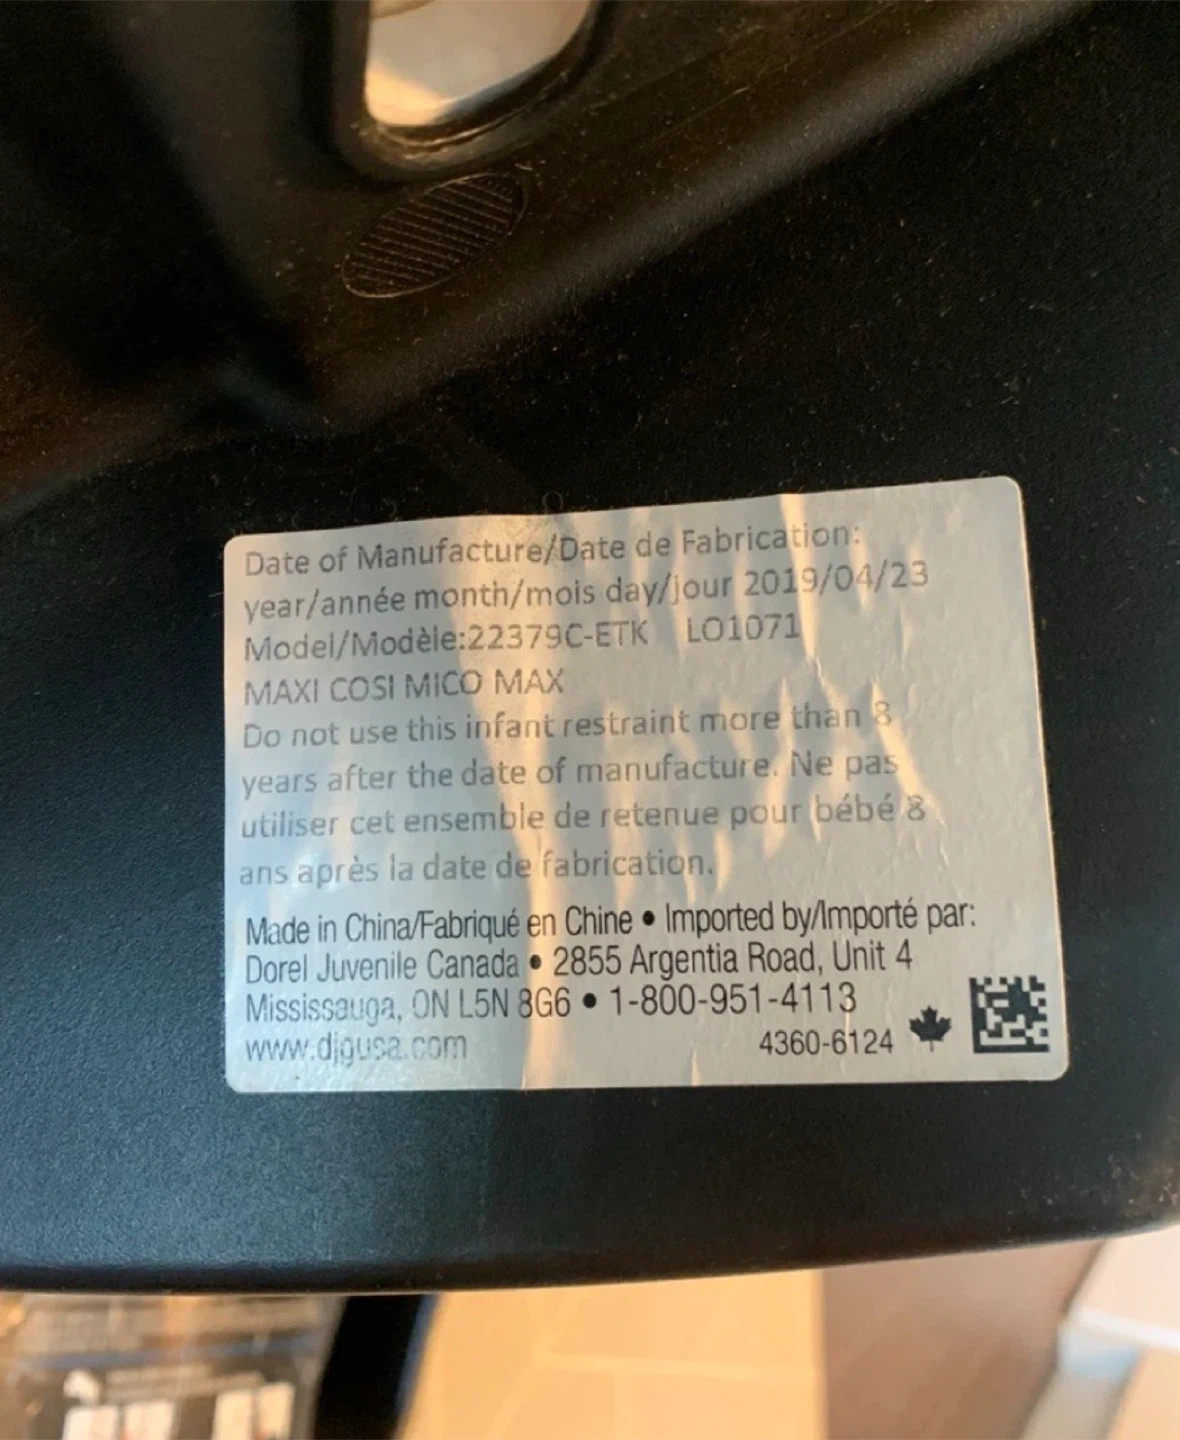 Date of Manufacture/Date de Fabrication:
year/année month/mois day/jour 2019/04/23
Model/Modèle:22379C-ETK LO1071
MAXI COSI MICO MAX
Do not use this infant restraint more than 8
years after the date of manufacture. Ne pas
utiliser cet ensemble de retenue pour bébé 8
ans après la date de fabrication.
Made in China/Fabriqué en Chine • Imported by/Importé par:
Dorel Juvenile Canada • 2855 Argentia Road, Unit 4
Mississauga, ON L5N 8G6 • 1-800-951-4113
www.djgusa.com 4360-6124